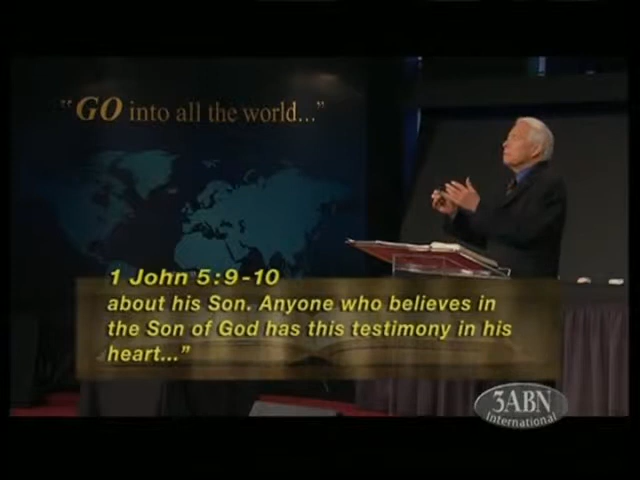 "GO into all the world..."
1 John 5:9-10
about his Son. Anyone who believes in
the Son of God has this testimony in his
heart..."
3ABN
International